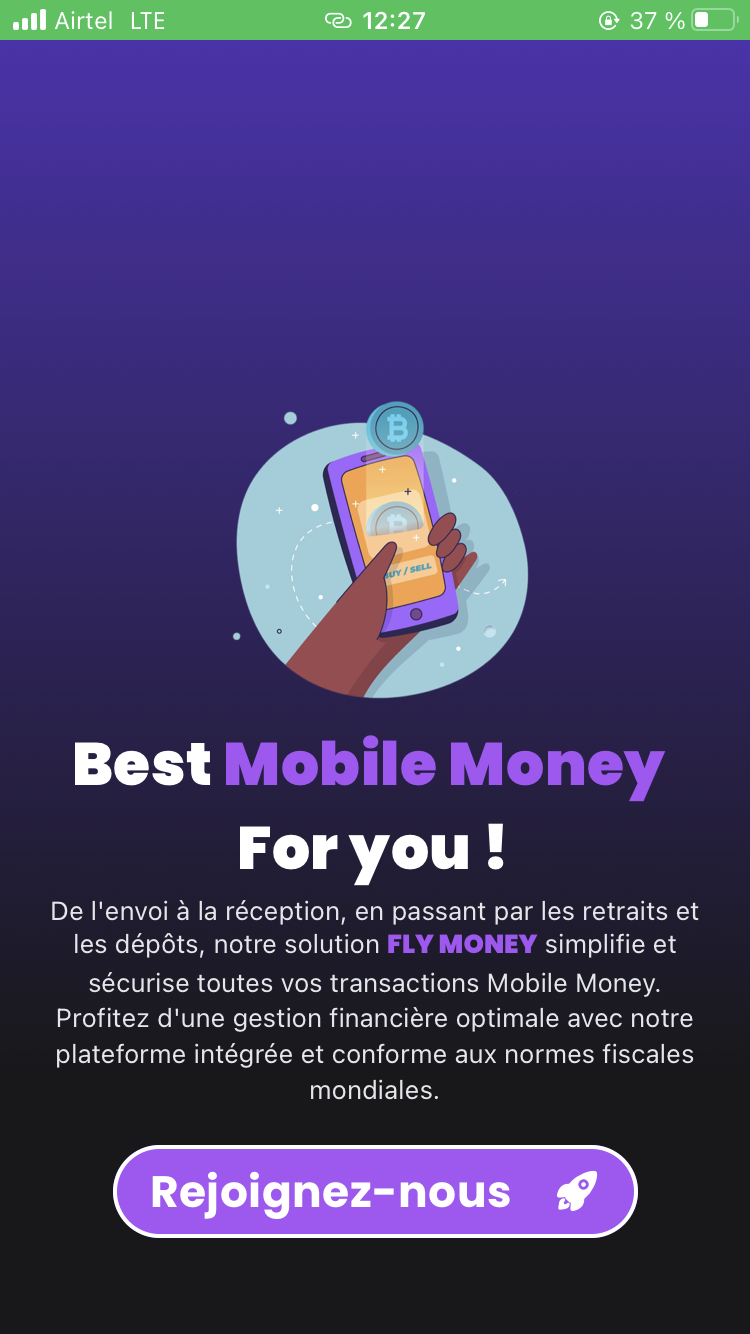 Airtel LTE 12:27 37 %
BUY / SELL
Best Mobile Money
For you !
De l'envoi à la réception, en passant par les retraits et
les dépôts, notre solution FLY MONEY simplifie et
sécurise toutes vos transactions Mobile Money.
Profitez d'une gestion financière optimale avec notre
plateforme intégrée et conforme aux normes fiscales
mondiales.
Rejoignez-nous